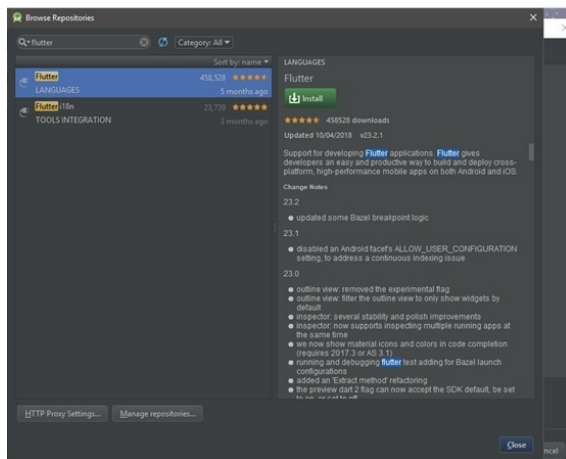 Browse Repositories
flutter
Category: All
Sort by: name
Flutter
458,528
LANGUAGES
5 months ago
Flutter i18n
23,730
TOOLS INTEGRATION
3 months ago
LANGUAGES
Flutter
Install
458528 downloads
Updated 10/04/2018 v23.2.1
Support for developing Flutter applications. Flutter gives
developers an easy and productive way to build and deploy cross-
platform, high-performance mobile apps on both Android and iOS.
Change Notes
23.2
updated some Bazel breakpoint logic
23.1
disabled an Android facet's ALLOW_USER_CONFIGURATION
setting, to address a continuous indexing issue
23.0
outline view: removed the experimental flag
outline view: filter the outline view to only show widgets by
default
inspector: several stability and polish improvements
inspector: now supports inspecting multiple running apps at
the same time
we now show material icons and colors in code completion
(requires 2017.3 or AS 3.1)
running and debugging flutter test adding for Bazel launch
configurations
added an 'Extract method' refactoring
the preview dart 2 flag can now accept the SDK default, be set
to on, or set to off
HTTP Proxy Settings...
Manage repositories...
Close
ncel